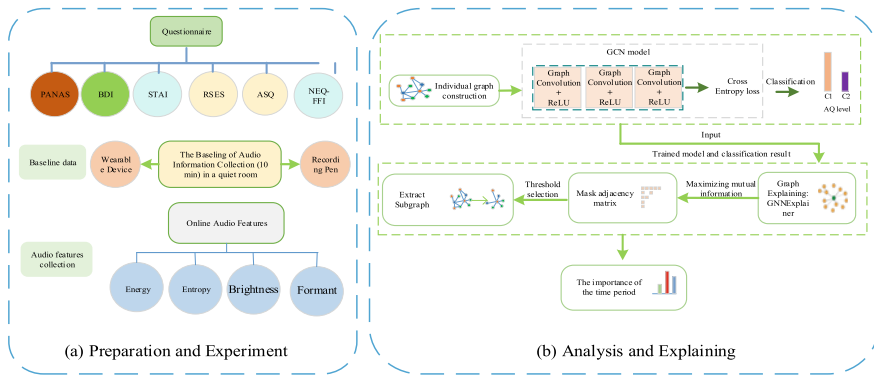 Questionnaire
PANAS
BDI
STAI
RSES
ASQ
NEQ-
FFI
Baseline data
Wearabl
e Device
The Baseling of Audio
Information Collection (10
min) in a quiet room
Recordi
ng Pen
Online Audio Features
Audio features
collection
Energy
Entropy
Brightness
Formant
(a) Preparation and Experiment
GCN model
Individual graph
construction
Graph
Convolution
+
ReLU
Graph
Convolution
+
ReLU
Graph
Convolution
+
ReLU
Cross
Entropy loss
Classification
C1
C2
AQ level
Input
Trained model and classification result
Extract
Subgraph
Threshold
selection
Mask adjacency
matrix
Maximizing mutual
information
Graph
Explaining:
GNNExpla
iner
The importance of
the time period
(b) Analysis and Explaining